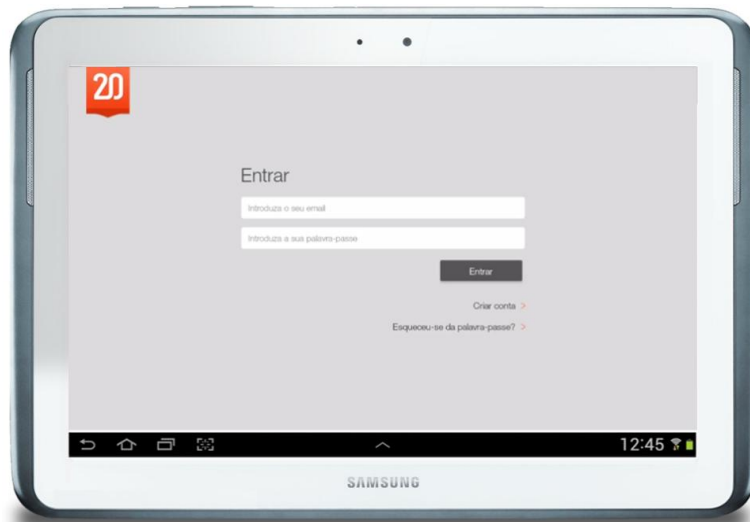 20
Entrar
Introduza o seu email
Introduza a sua palavra-passe
Entrar
Criar conta >
Esqueceu-se da palavra-passe? >
12:45
SAMSUNG